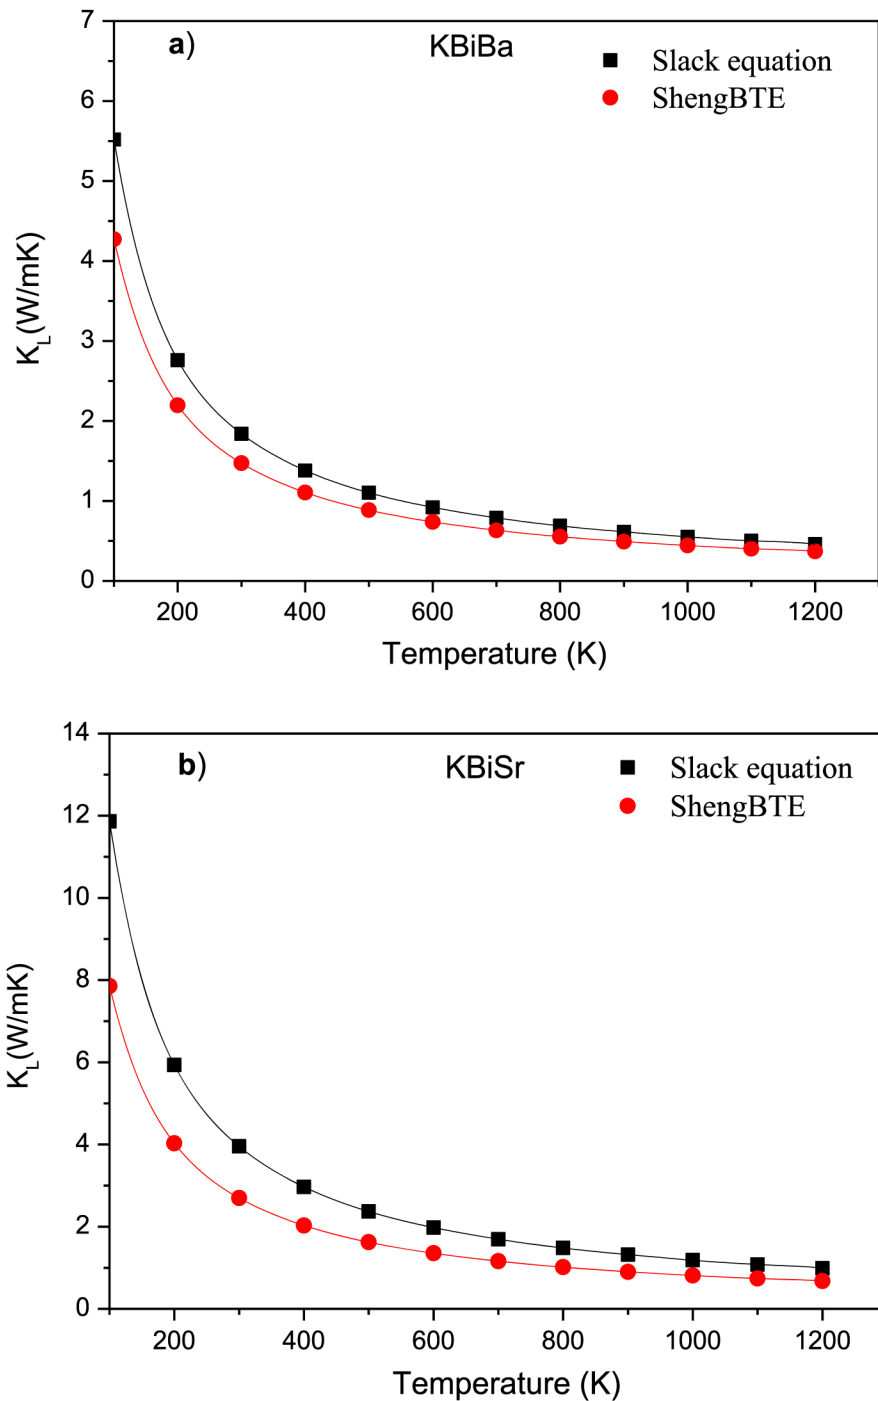 a)
KBiBa
Slack equation
ShengBTE
7
6
5
4
3
2
1
0
K_L(W/mK)
200 400 600 800 1000 1200
Temperature (K)
b)
KBiSr
Slack equation
ShengBTE
14
12
10
8
6
4
2
0
K_L(W/mK)
200 400 600 800 1000 1200
Temperature (K)